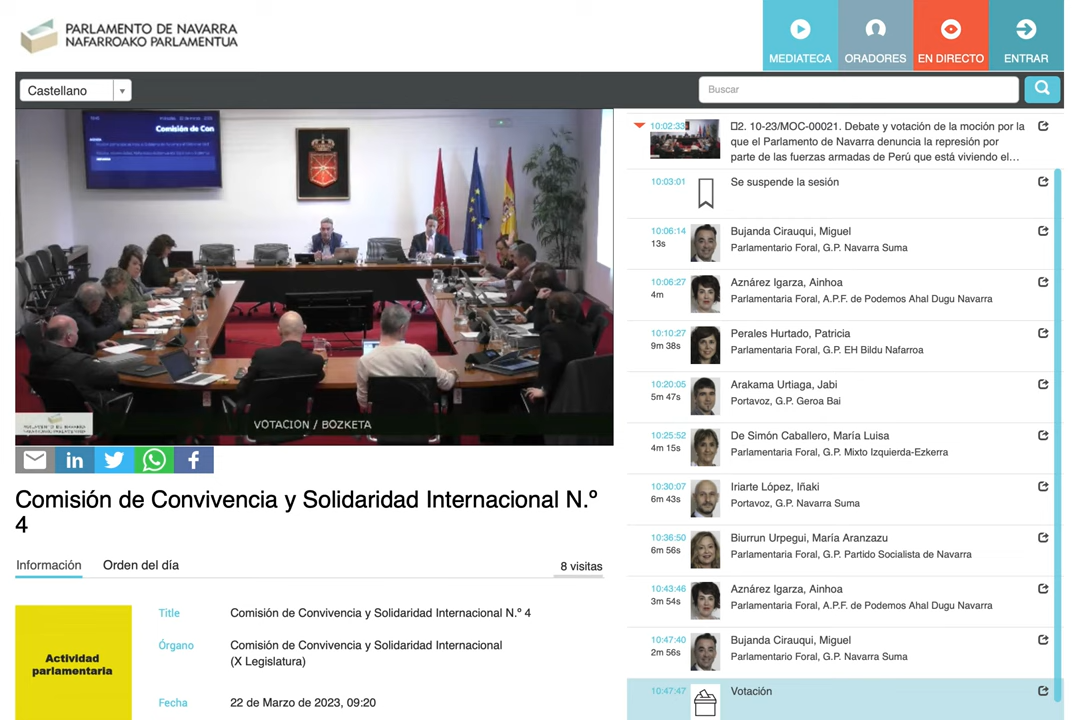 PARLAMENTO DE NAVARRA
NAFARROAKO PARLAMENTUA
MEDIATECA
ORADORES
EN DIRECTO
ENTRAR
Castellano
Buscar
Comisión de Con
VOTACION / BOZKETA
Comisión de Convivencia y Solidaridad Internacional N.º
4
Información
Orden del día
8 visitas
Actividad
parlamentaria
Title
Comisión de Convivencia y Solidaridad Internacional N.º 4
Órgano
Comisión de Convivencia y Solidaridad Internacional
(X Legislatura)
Fecha
22 de Marzo de 2023, 09:20
10:02:33
2. 10-23/MOC-00021. Debate y votación de la moción por la
que el Parlamento de Navarra denuncia la represión por
parte de las fuerzas armadas de Perú que está viviendo el...
10:03:01
Se suspende la sesión
10:06:14
13s
Bujanda Cirauqui, Miguel
Parlamentario Foral, G.P. Navarra Suma
10:06:27
4m
Aznárez Igarza, Ainhoa
Parlamentaria Foral, A.P.F. de Podemos Ahal Dugu Navarra
10:10:27
9m 38s
Perales Hurtado, Patricia
Parlamentaria Foral, G.P. EH Bildu Nafarroa
10:20:05
5m 47s
Arakama Urtiaga, Jabi
Portavoz, G.P. Geroa Bai
10:25:52
4m 15s
De Simón Caballero, María Luisa
Parlamentaria Foral, G.P. Mixto Izquierda-Ezkerra
10:30:07
6m 43s
Iriarte López, Iñaki
Portavoz, G.P. Navarra Suma
10:36:50
6m 56s
Biurrun Urpegui, María Aranzazu
Parlamentaria Foral, G.P. Partido Socialista de Navarra
10:43:46
3m 54s
Aznárez Igarza, Ainhoa
Parlamentaria Foral, A.P.F. de Podemos Ahal Dugu Navarra
10:47:40
2m 56s
Bujanda Cirauqui, Miguel
Parlamentario Foral, G.P. Navarra Suma
10:47:47
Votación